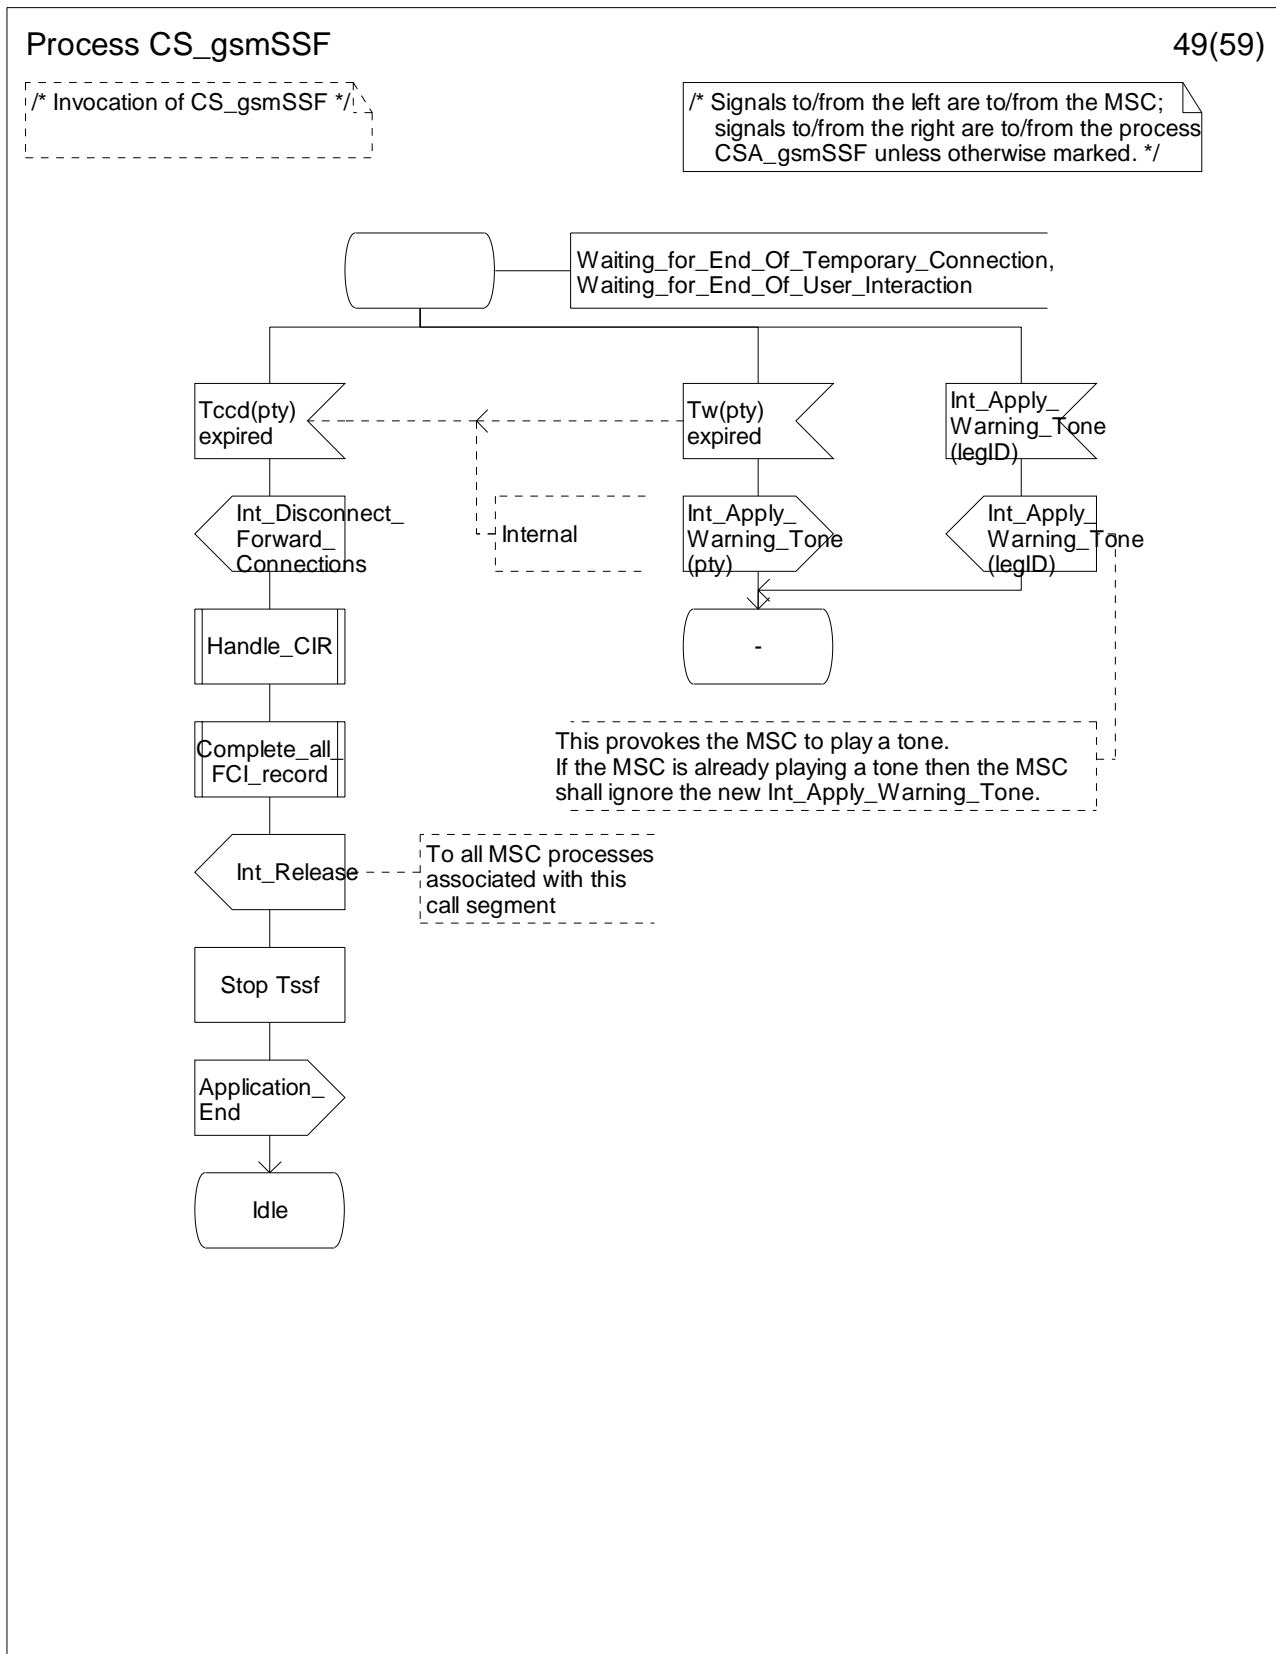 Process CS_gsmSSF
49(59)
/* Invocation of CS_gsmSSF */
/* Signals to/from the left are to/from the MSC;
signals to/from the right are to/from the process
CSA_gsmSSF unless otherwise marked. */
Waiting_for_End_Of_Temporary_Connection,
Waiting_for_End_Of_User_Interaction
Tccd(pty)
expired
Tw(pty)
expired
Int_Apply_
Warning_Tone
(legID)
Int_Disconnect_
Forward_
Connections
Internal
Int_Apply_
Warning_Tone
(pty)
Int_Apply_
Warning_Tone
(legID)
Handle_CIR
-
Complete_all_
FCI_record
This provokes the MSC to play a tone.
If the MSC is already playing a tone then the MSC
shall ignore the new Int_Apply_Warning_Tone.
Int_Release
To all MSC processes
associated with this
call segment
Stop Tssf
Application_
End
Idle